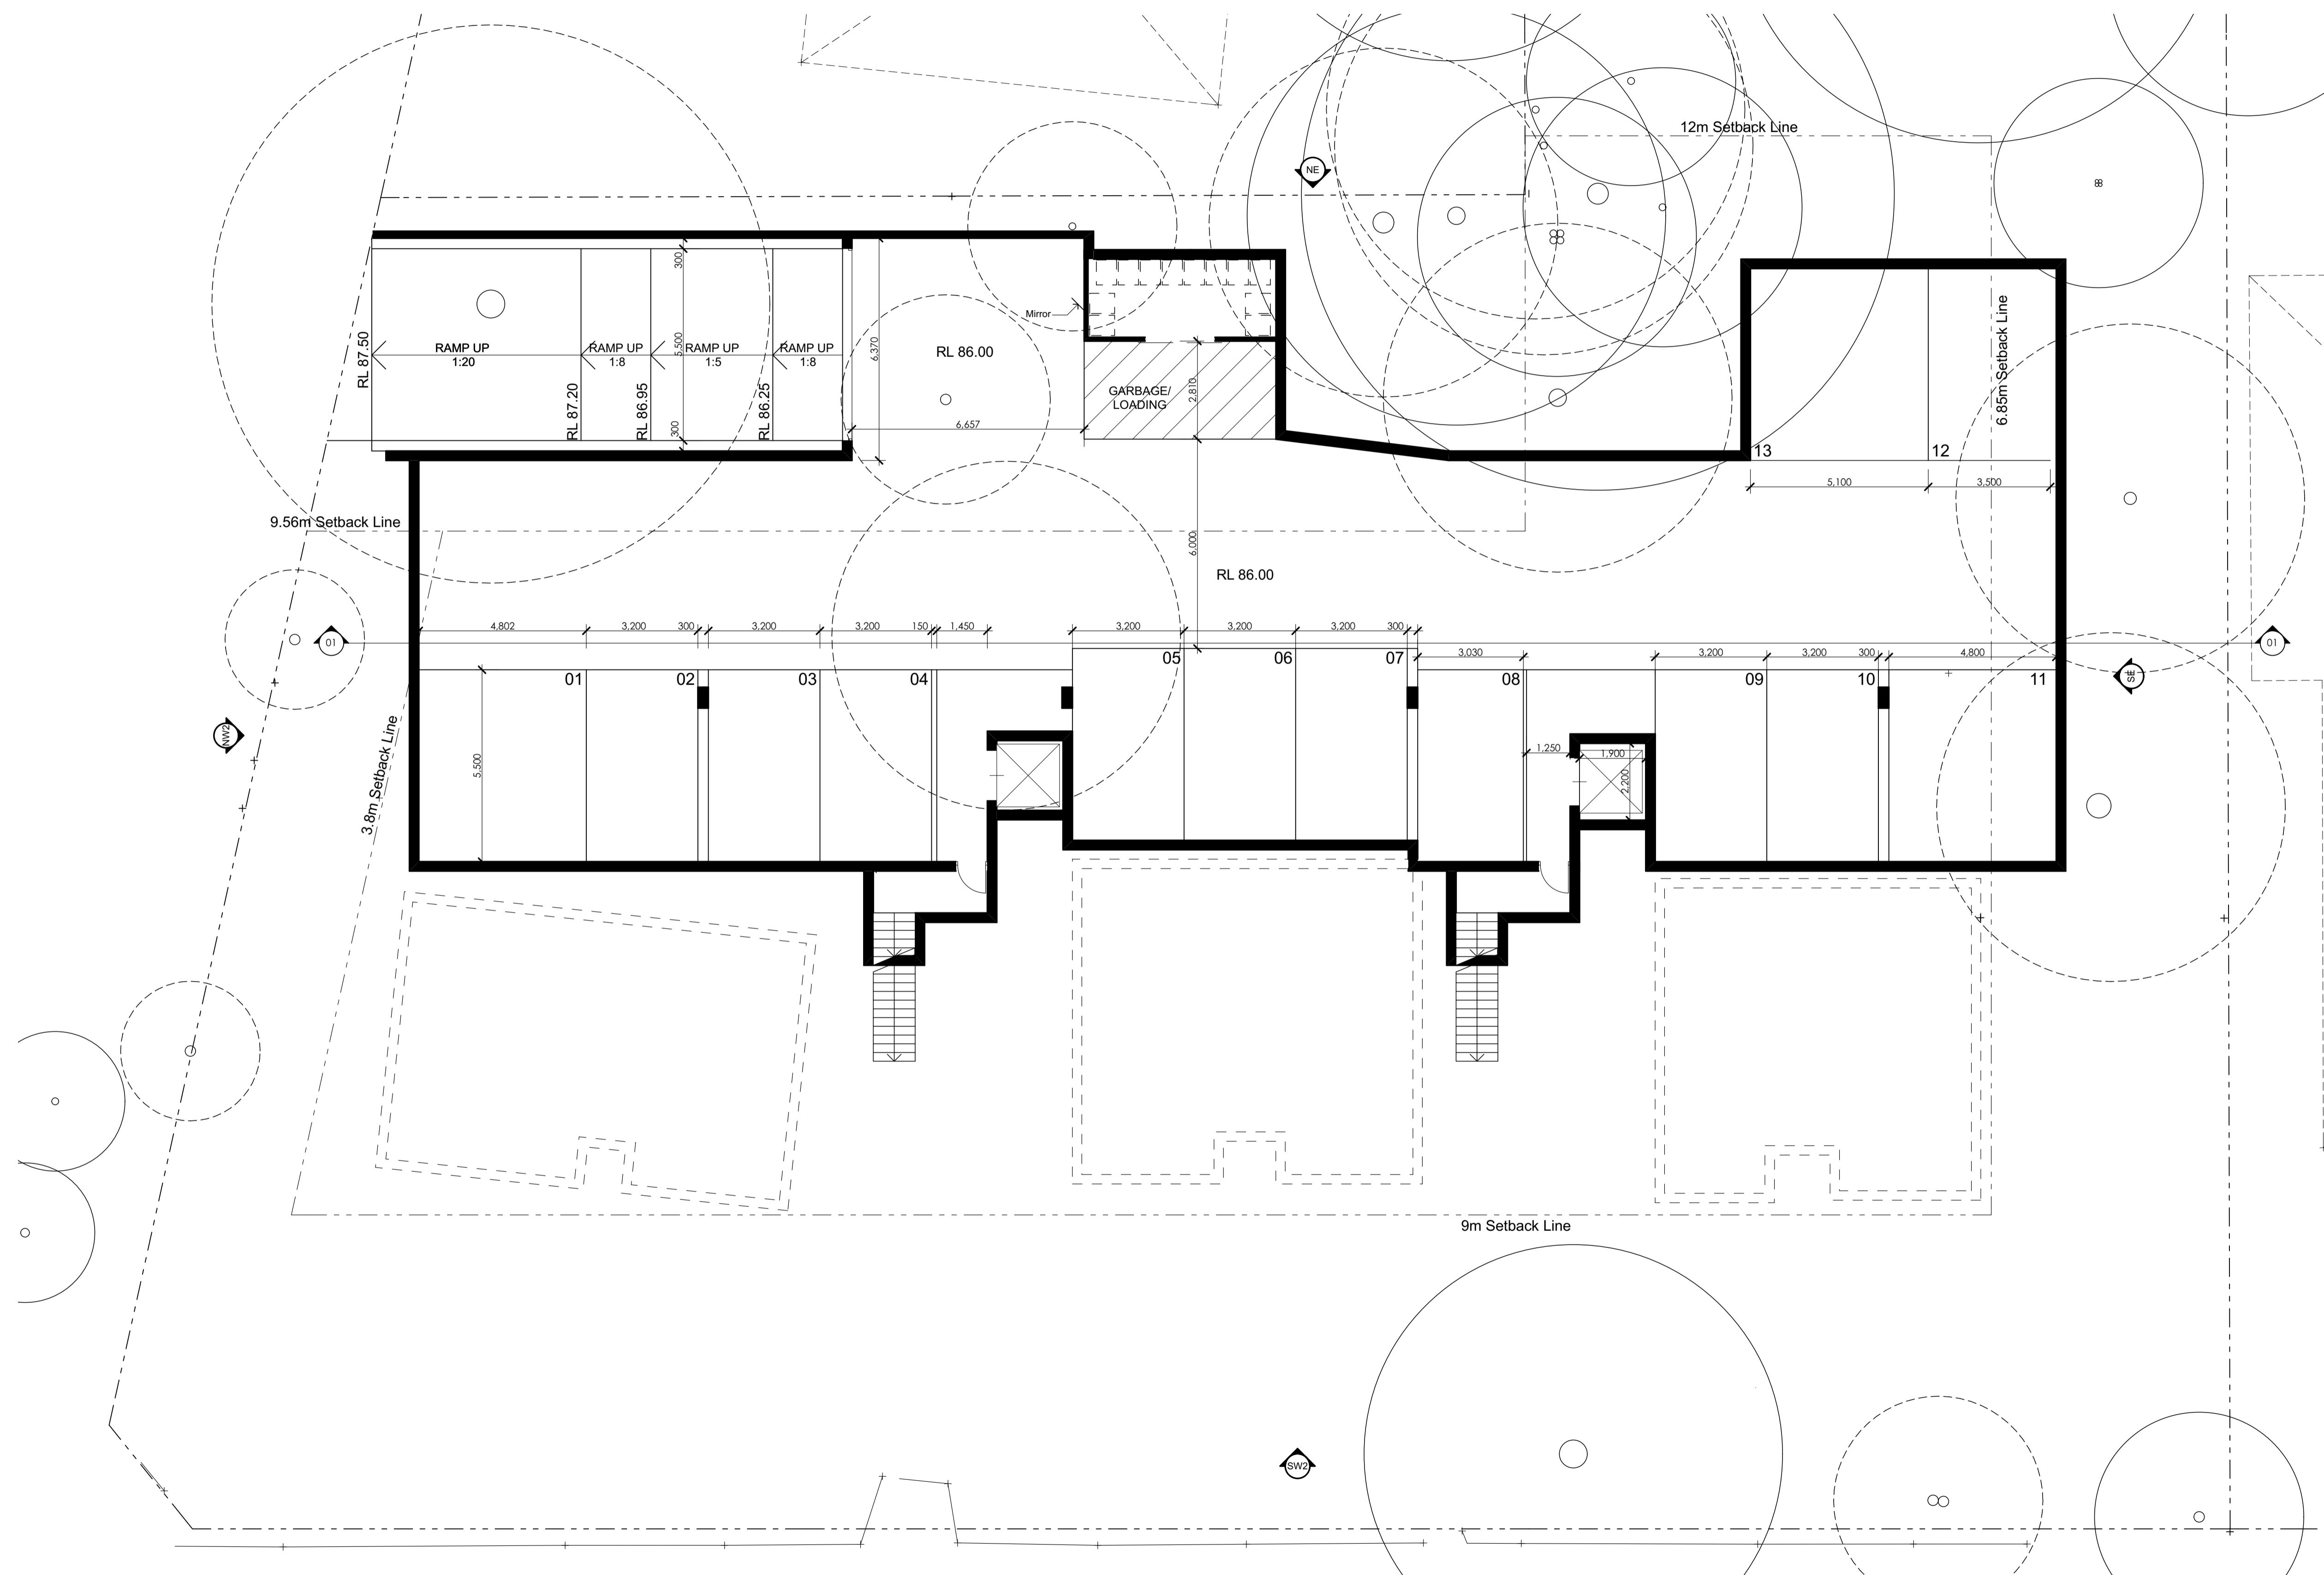 12m Setback Line
NE
300
Mirror
RL 87.50
RAMP UP
1:20
RL 87.20
RAMP UP
1:8
RL 86.95
5,500
RAMP UP
1:5
RL 86.25
RAMP UP
1:8
300
6,370
RL 86.00
6,657
GARBAGE/
LOADING
2,810
6.85m Setback Line
13
12
5,100
3,500
9.56m Setback Line
6,000
RL 86.00
01
4,802
3,200
300
3,200
3,200
150
1,450
3,200
3,200
3,200
300
3,030
3,200
3,200
300
4,800
01
SE
01
02
03
04
05
06
07
08
09
10
11
NW2
3.8m Setback Line
5,500
1,250
1,900
2,200
9m Setback Line
SW2